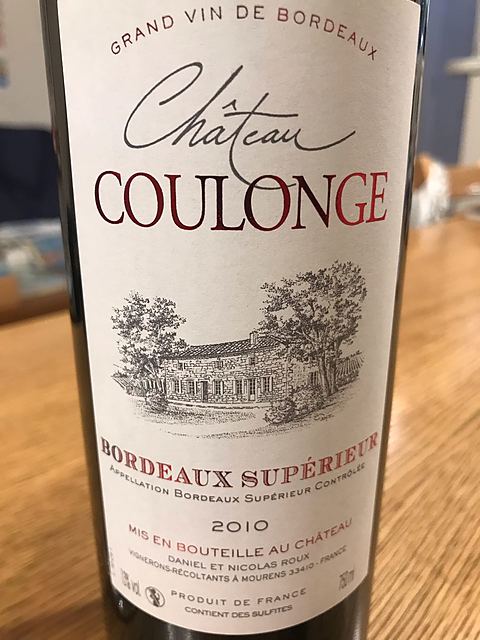 GRAND VIN DE BORDEAUX
Château
COULONGE
BORDEAUX SUPÉRIEUR
APPELLATION BORDEAUX SUPÉRIEUR CONTRÔLÉE
2010
MIS EN BOUTEILLE AU CHÂTEAU
DANIEL ET NICOLAS ROUX
VIGNERONS-RÉCOLTANTS À MOURENS 33410 - FRANCE
PRODUIT DE FRANCE
750ml
CONTIENT DES SULFITES